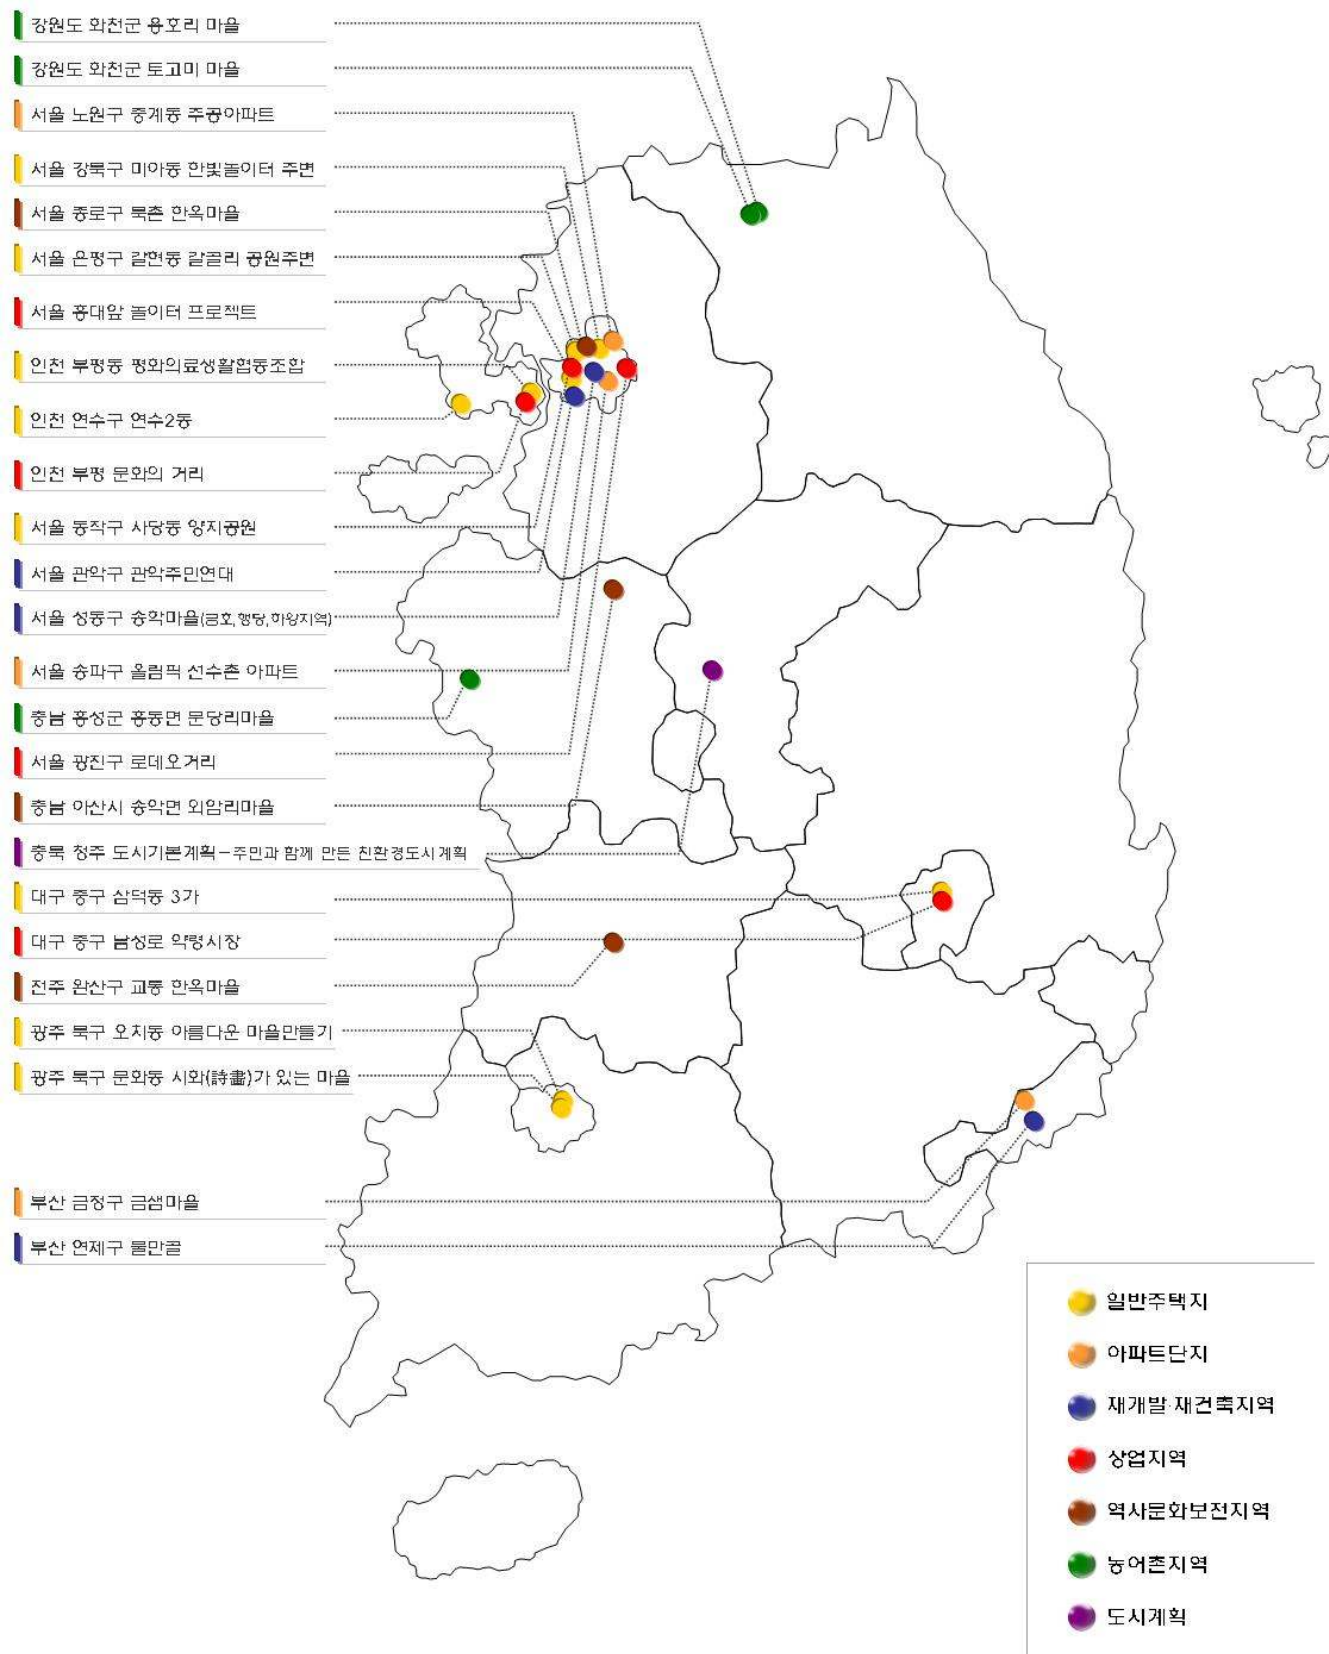 강원도 화천군 용호리 마을
강원도 화천군 토고미 마을
서울 노원구 중계동 주공아파트
서울 강북구 미아동 한빛놀이터 주변
서울 종로구 북촌 한옥마을
서울 은평구 갈현동 갈골리 공원주변
서울 홍대앞 놀이터 프로젝트
인천 부평동 평화의료생활협동조합
인천 연수구 연수2동
인천 부평 문화의 거리
서울 동작구 사당동 양지공원
서울 관악구 관악주민연대
서울 성동구 송학마을(금호,행당,하왕지역)
서울 송파구 올림픽 선수촌 아파트
충남 홍성군 홍동면 문당리마을
서울 광진구 로데오거리
충남 아산시 송악면 외암리마을
충북 청주 도시기본계획-주민과 함께 만든 친환경도시계획
대구 중구 삼덕동 3가
대구 중구 남성로 약령시장
전주 완산구 교동 한옥마을
광주 북구 오치동 아름다운 마을만들기
광주 북구 문화동 시화(詩畵)가 있는 마을
부산 금정구 금샘마을
부산 연제구 물만골
일반주택지
아파트단지
재개발·재건축지역
상업지역
역사문화보전지역
농어촌지역
도시계획